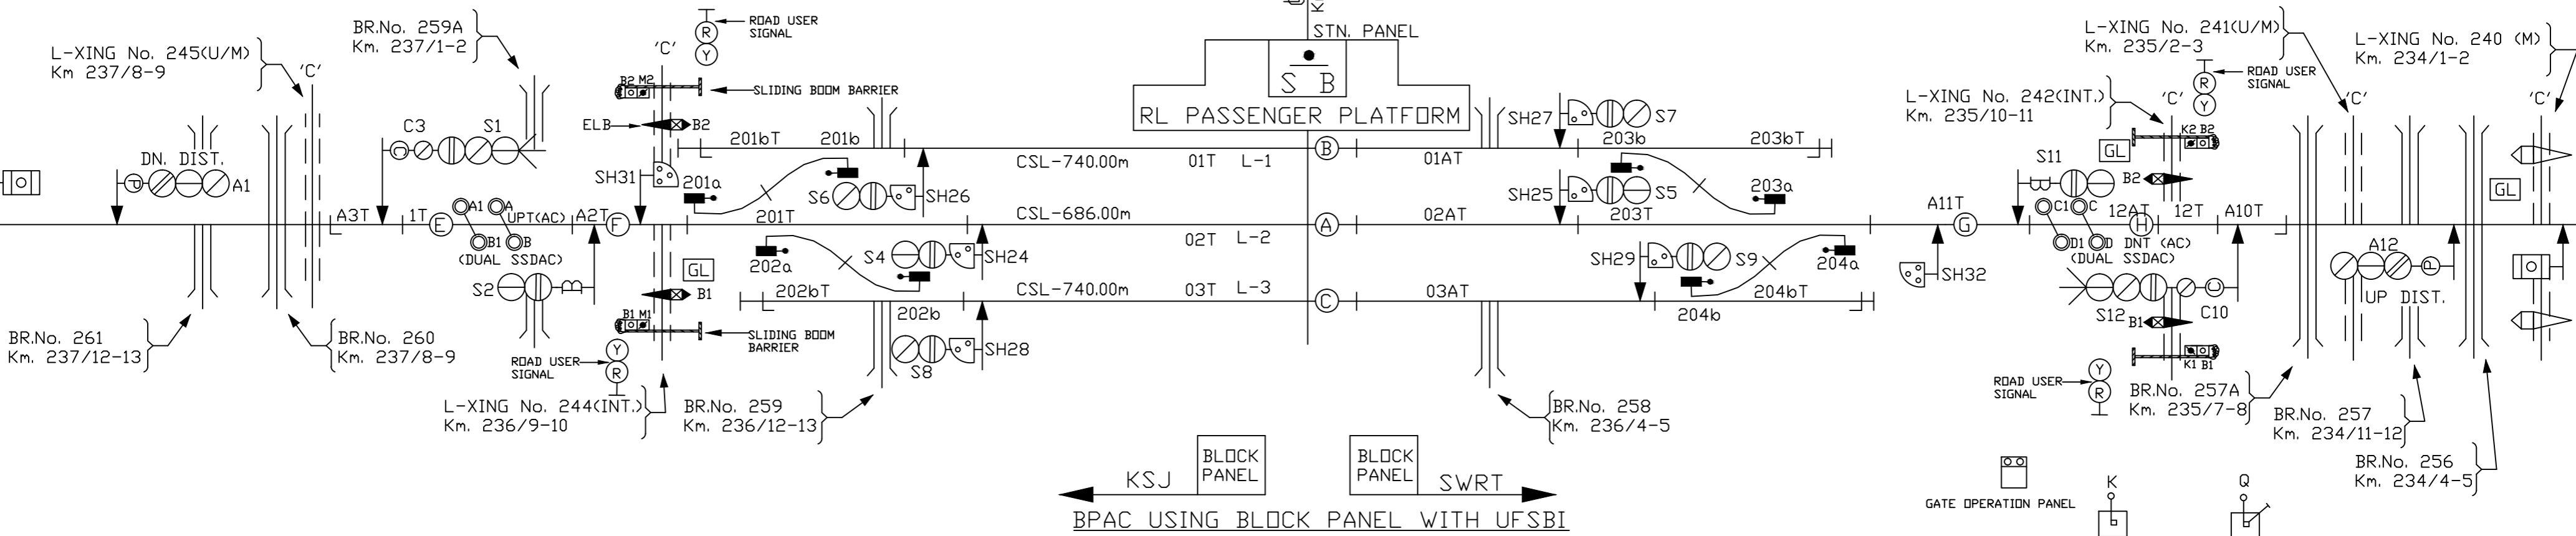 L-XING No. 245(U/M)
Km 237/8-9
'C'
BR.No. 259A
Km. 237/1-2
'C'
R
Y
ROAD USER
SIGNAL
B2 M2
SLIDING BOOM BARRIER
ELB
B2
STN. PANEL
S B
RL PASSENGER PLATFORM
L-XING No. 241(U/M)
Km. 235/2-3
L-XING No. 240 (M)
Km. 234/1-2
ROAD USER
SIGNAL
R
Y
L-XING No. 242(INT.)
Km. 235/10-11
'C'
'C'
'C'
K2 B2
GL
B2
S11
GL
C3
S1
C
DN. DIST.
P
A1
201bT
201b
CSL-740.00m
01T
L-1
B
01AT
SH27
S7
203b
203bT
SH31
201a
S6
SH26
SH25
S5
203a
A3T
1T
E
A1
A
UPT(AC)
A2T
F
B1
B
(DUAL SSDAC)
201T
CSL-686.00m
02T
L-2
A
02AT
203T
A11T
G
C1
C
12AT
H
12T
A10T
D1
D
DNT (AC)
(DUAL SSDAC)
S2
GL
B1
202a
S4
SH24
202bT
202b
CSL-740.00m
03T
L-3
C
03AT
SH29
S9
204a
204b
204bT
SH32
A12
P
UP DIST.
S12
C
C10
B1
B1 M1
SLIDING BOOM
BARRIER
ROAD USER
SIGNAL
Y
R
S8
SH28
K1 B1
ROAD USER
SIGNAL
Y
R
BR.No. 261
Km. 237/12-13
BR.No. 260
Km. 237/8-9
L-XING No. 244(INT.)
Km. 236/9-10
BR.No. 259
Km. 236/12-13
BR.No. 258
Km. 236/4-5
BR.No. 257A
Km. 235/7-8
BR.No. 257
Km. 234/11-12
BR.No. 256
Km. 234/4-5
BLOCK
PANEL
BLOCK
PANEL
KSJ
SWRT
BPAC USING BLOCK PANEL WITH UFSBI
GATE OPERATION PANEL
K
Q